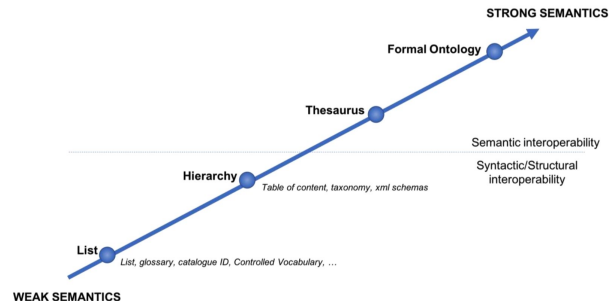 STRONG SEMANTICS
Formal Ontology
Thesaurus
Semantic interoperability
Syntactic/Structural
interoperability
Hierarchy
Table of content, taxonomy, xml schemas
List
List, glossary, catalogue ID, Controlled Vocabulary, …
WEAK SEMANTICS